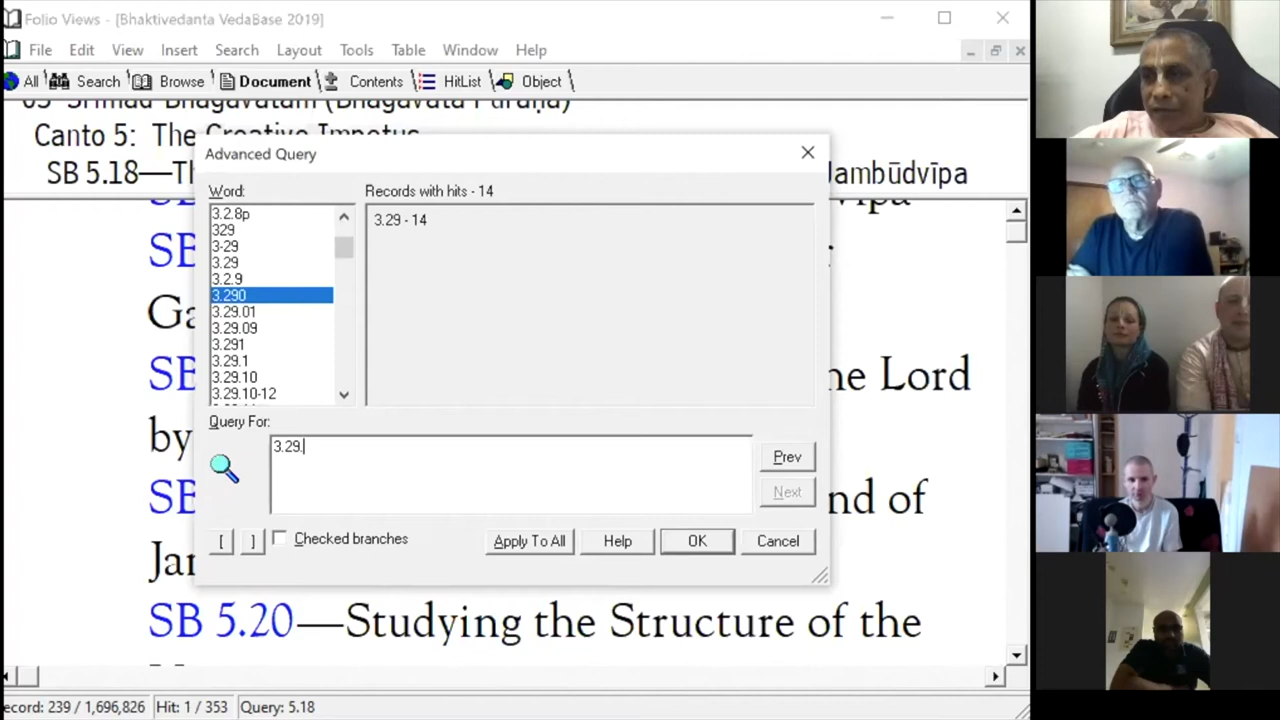 Folio Views - [Bhaktivedanta VedaBase 2019]
File Edit View Insert Search Layout Tools Table Window Help
All Search Browse Document Contents HitList Object
Canto 5: The Creative Impetus
SB 5.18—Th Jambūdvīpa
Advanced Query
Word:
Records with hits - 14
3.2.8p
329
3-29
3.29
3.2.9
3.290
3.29.01
3.29.09
3.291
3.29.1
3.29.10
3.29.10-12
3.29 - 14
SB
Ga
SB he Lord
by
SB nd of
Jan
Query For:
3.29.
Prev
Next
[ ] Checked branches
Apply To All Help OK Cancel
SB 5.20—Studying the Structure of the
ecord: 239 / 1,696,826 Hit: 1 / 353 Query: 5.18